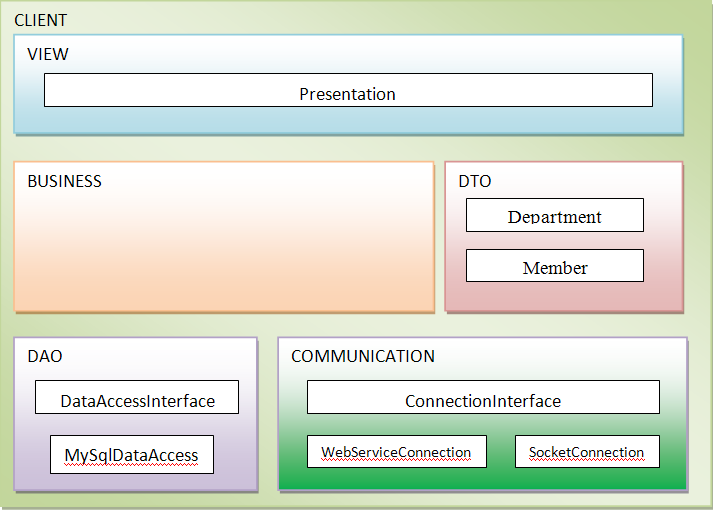 CLIENT
VIEW
Presentation
BUSINESS
DTO
Department
Member
DAO
DataAccessInterface
MySqlDataAccess
COMMUNICATION
ConnectionInterface
WebServiceConnection
SocketConnection